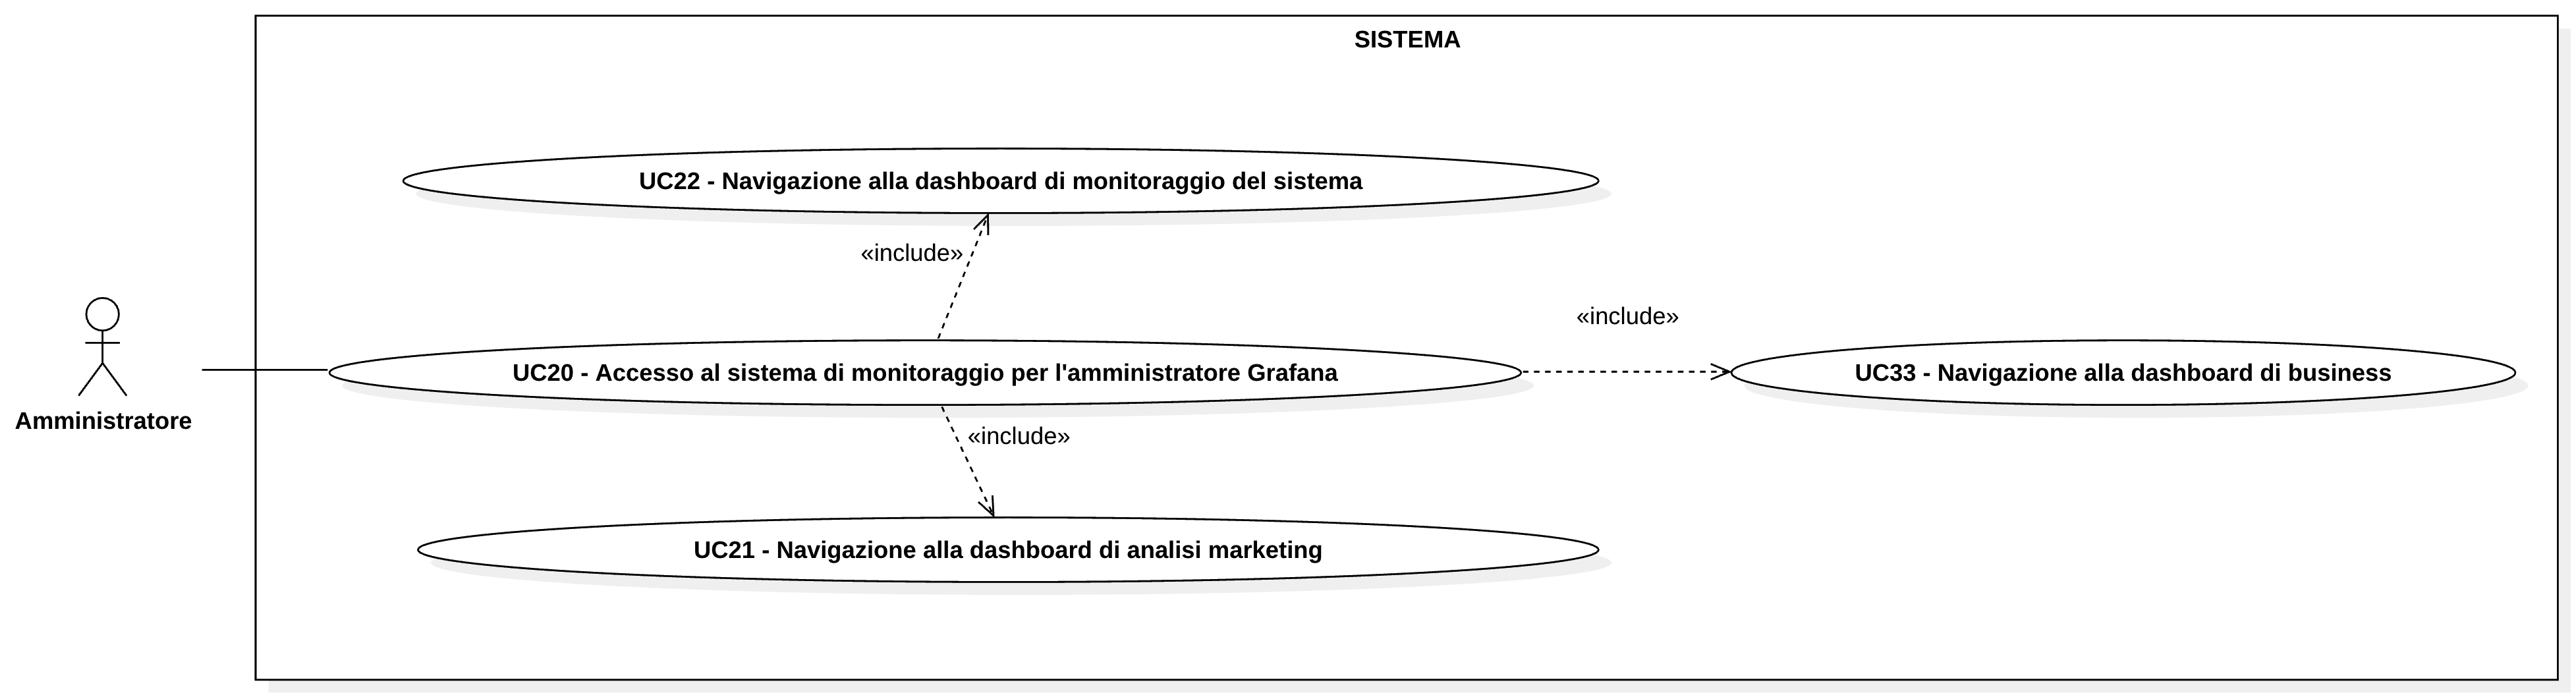 SISTEMA
UC22 - Navigazione alla dashboard di monitoraggio del sistema
«include»
«include»
UC20 - Accesso al sistema di monitoraggio per l'amministratore Grafana
UC33 - Navigazione alla dashboard di business
Amministratore
«include»
UC21 - Navigazione alla dashboard di analisi marketing